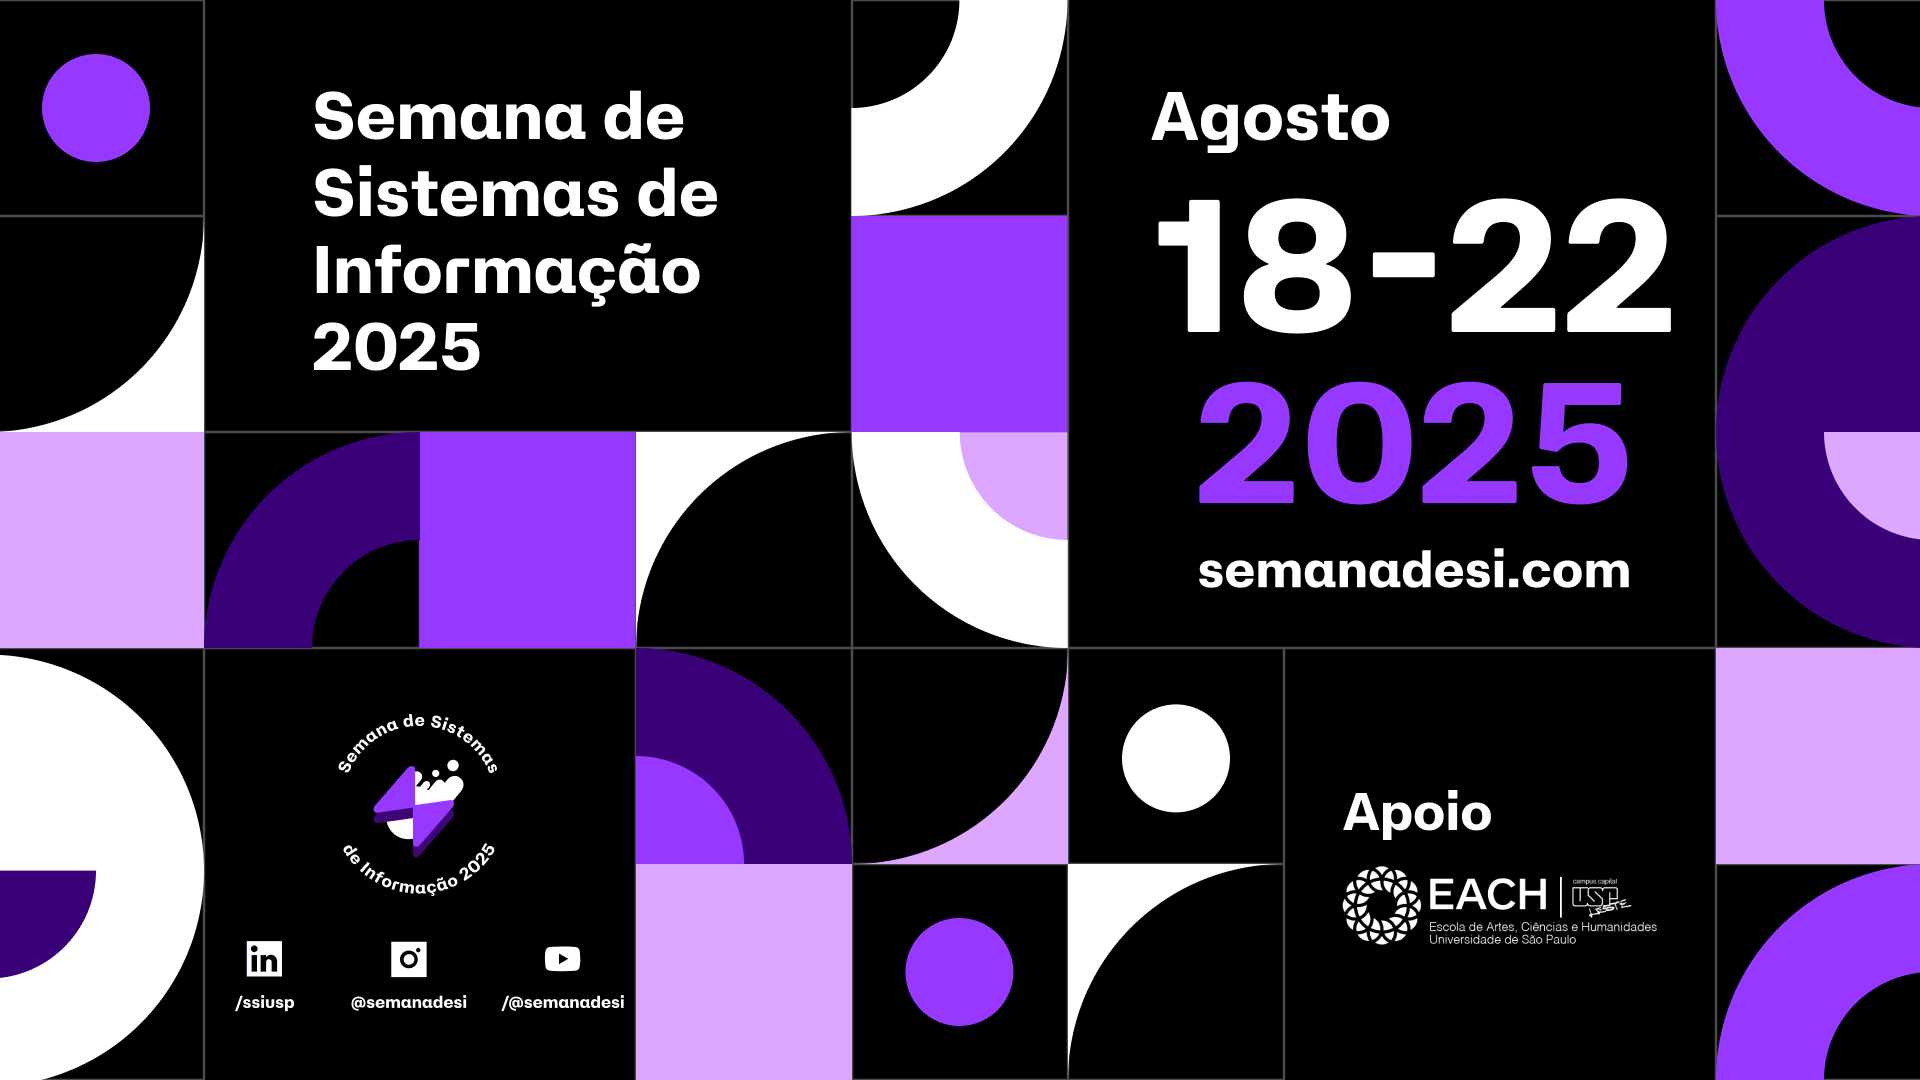 Semana de
Sistemas de
Informação
2025
Agosto
18-22
2025
semanadesi.com
Semana de Sistemas
de Informação 2025
/ssiusp
@semanadesi
/@semanadesi
Apoio
EACH
campus capital
USP
LESTE
Escola de Artes, Ciências e Humanidades
Universidade de São Paulo